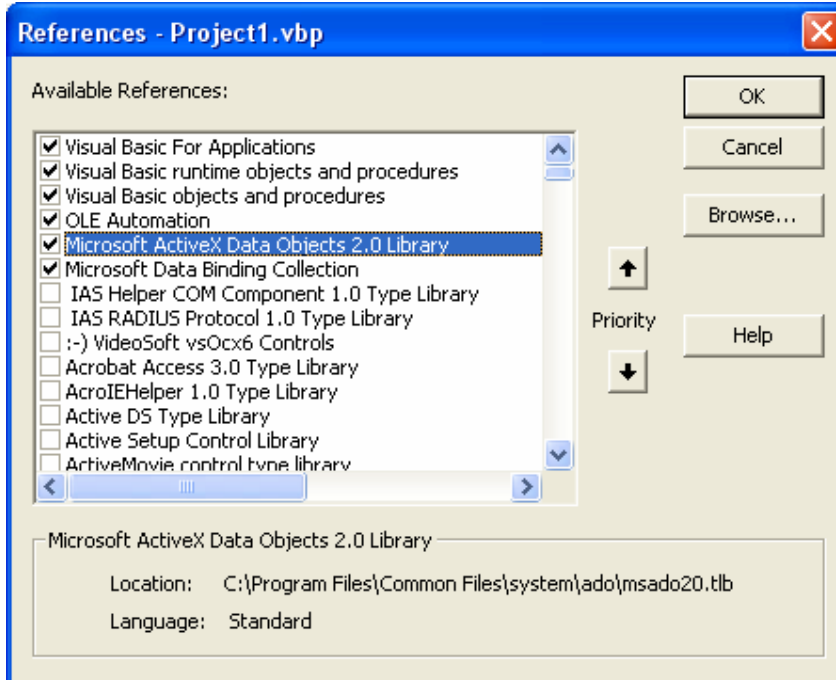 References - Project1.vbp
Available References:
OK
Cancel
Browse...
Help
Visual Basic For Applications
Visual Basic runtime objects and procedures
Visual Basic objects and procedures
OLE Automation
Microsoft ActiveX Data Objects 2.0 Library
Microsoft Data Binding Collection
IAS Helper COM Component 1.0 Type Library
IAS RADIUS Protocol 1.0 Type Library
:-) VideoSoft vsOcx6 Controls
Acrobat Access 3.0 Type Library
AcroIEHelper 1.0 Type Library
Active DS Type Library
Active Setup Control Library
ActiveMovie control type library
Priority
Microsoft ActiveX Data Objects 2.0 Library
Location: C:\Program Files\Common Files\system\ado\msado20.tlb
Language: Standard